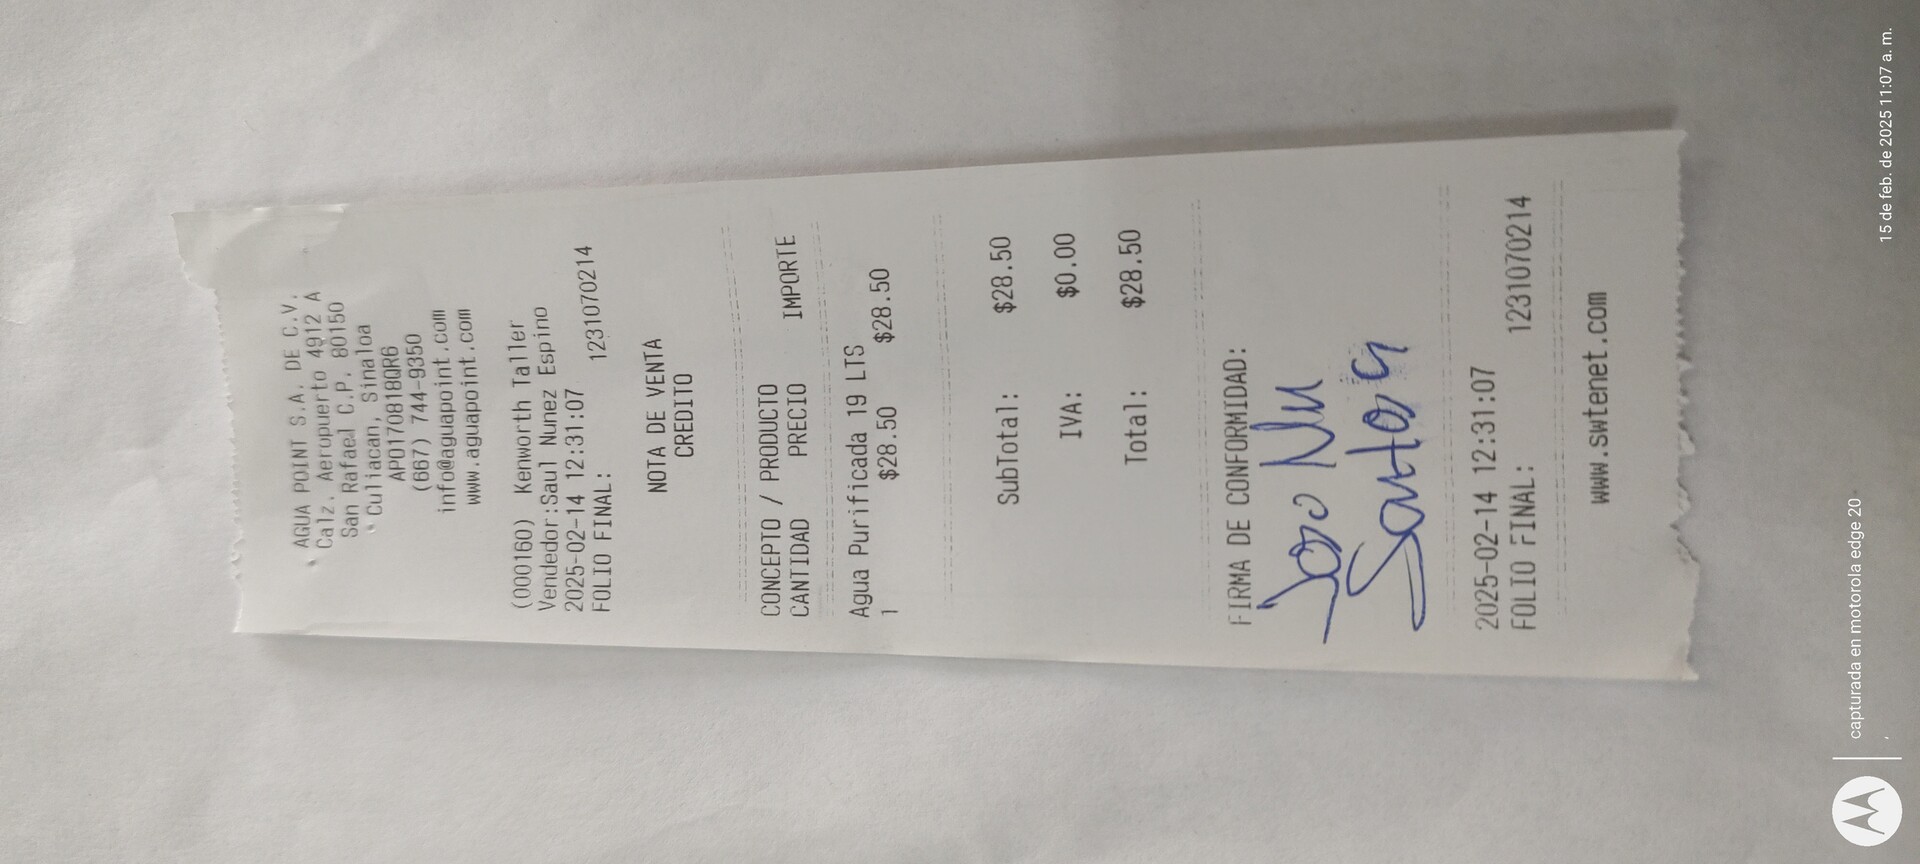 AGUA POINT S.A. DE C.V.
Calz. Aeropuerto 4912 A
San Rafael C.P. 80150
Culiacan, Sinaloa
APO170818QR6
(667) 744-9350
info@aguapoint.com
www.aguapoint.com
(000160) Kenworth Taller
Vendedor:Saul Nunez Espino
2025-02-14 12:31:07
FOLIO FINAL: 1231070214
NOTA DE VENTA
CREDITO
CONCEPTO / PRODUCTO
CANTIDAD PRECIO IMPORTE
Agua Purificada 19 LTS
1 $28.50 $28.50
SubTotal: $28.50
IVA: $0.00
Total: $28.50
FIRMA DE CONFORMIDAD:
2025-02-14 12:31:07
FOLIO FINAL: 1231070214
www.swtenet.com
capturada en motorola edge 20
15 de feb. de 2025 11:07 a. m.